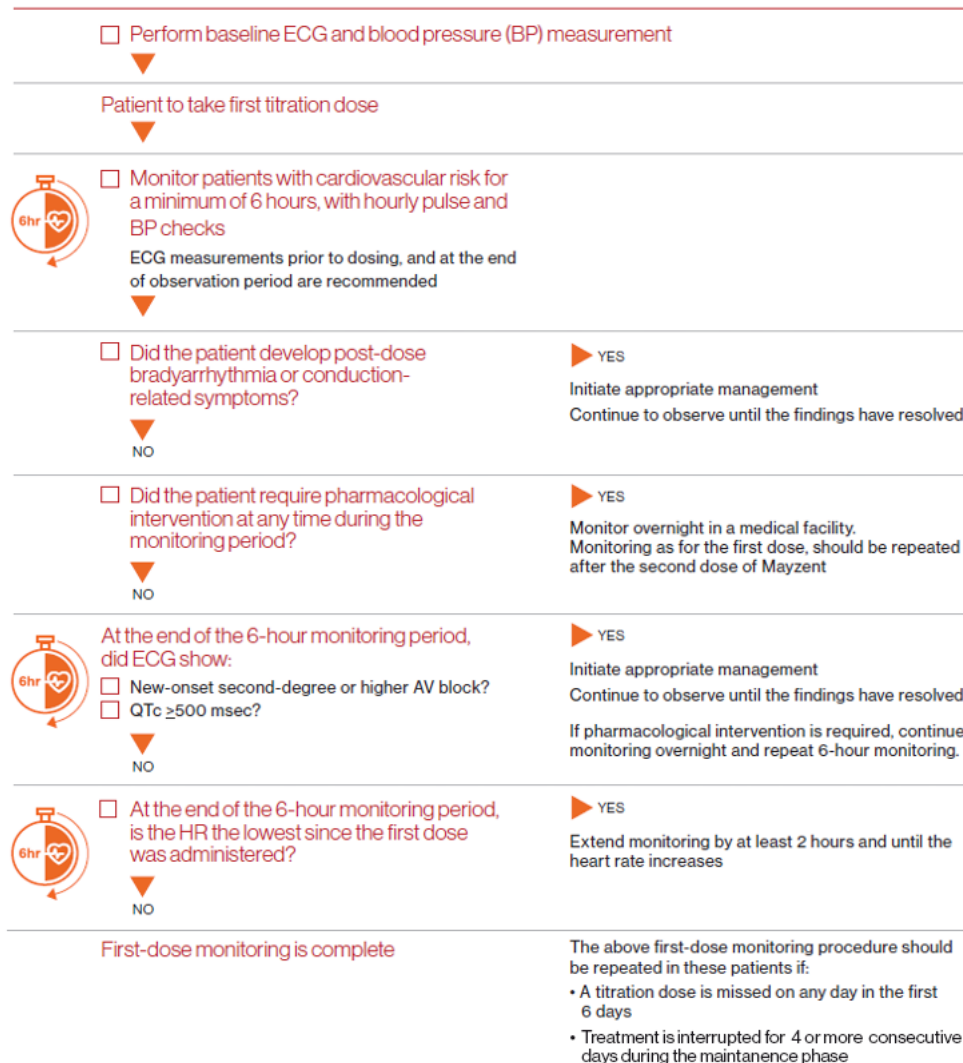 Perform baseline ECG and blood pressure (BP) measurement
Patient to take first titration dose
6hr
Monitor patients with cardiovascular risk for
a minimum of 6 hours, with hourly pulse and
BP checks
ECG measurements prior to dosing, and at the end
of observation period are recommended
Did the patient develop post-dose
bradyarrhythmia or conduction-
related symptoms?
NO
YES
Initiate appropriate management
Continue to observe until the findings have resolved
Did the patient require pharmacological
intervention at any time during the
monitoring period?
NO
YES
Monitor overnight in a medical facility.
Monitoring as for the first dose, should be repeated
after the second dose of Mayzent
6hr
At the end of the 6-hour monitoring period,
did ECG show:
New-onset second-degree or higher AV block?
QTc ≥500 msec?
NO
YES
Initiate appropriate management
Continue to observe until the findings have resolved
If pharmacological intervention is required, continue
monitoring overnight and repeat 6-hour monitoring.
6hr
At the end of the 6-hour monitoring period,
is the HR the lowest since the first dose
was administered?
NO
YES
Extend monitoring by at least 2 hours and until the
heart rate increases
First-dose monitoring is complete
The above first-dose monitoring procedure should
be repeated in these patients if:
• A titration dose is missed on any day in the first
6 days
• Treatment is interrupted for 4 or more consecutive
days during the maintanence phase